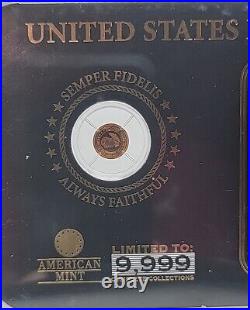 UNITED STATES
SEMPER FIDELIS
ALWAYS FAITHFUL
AMERICAN
MINT
LIMITED TO:
9,999
COLLECTIONS